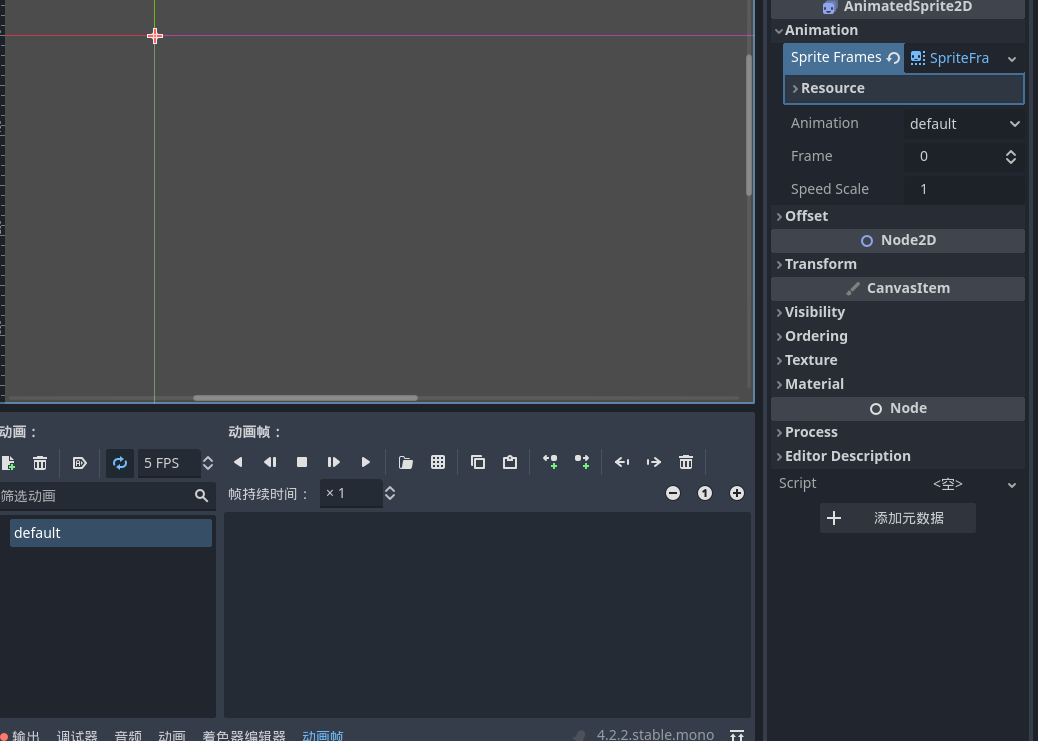 AnimatedSprite2D
Animation
Sprite Frames SpriteFra
Resource
Animation default
Frame 0
Speed Scale 1
Offset
Node2D
Transform
CanvasItem
Visibility
Ordering
Texture
Material
Node
Process
Editor Description
Script <空>
添加元数据
动画：
5 FPS
筛选动画
default
动画帧：
帧持续时间： × 1
1
输出 调试器 音频 动画 着色器编辑器 动画帧 4.2.2.stable.mono